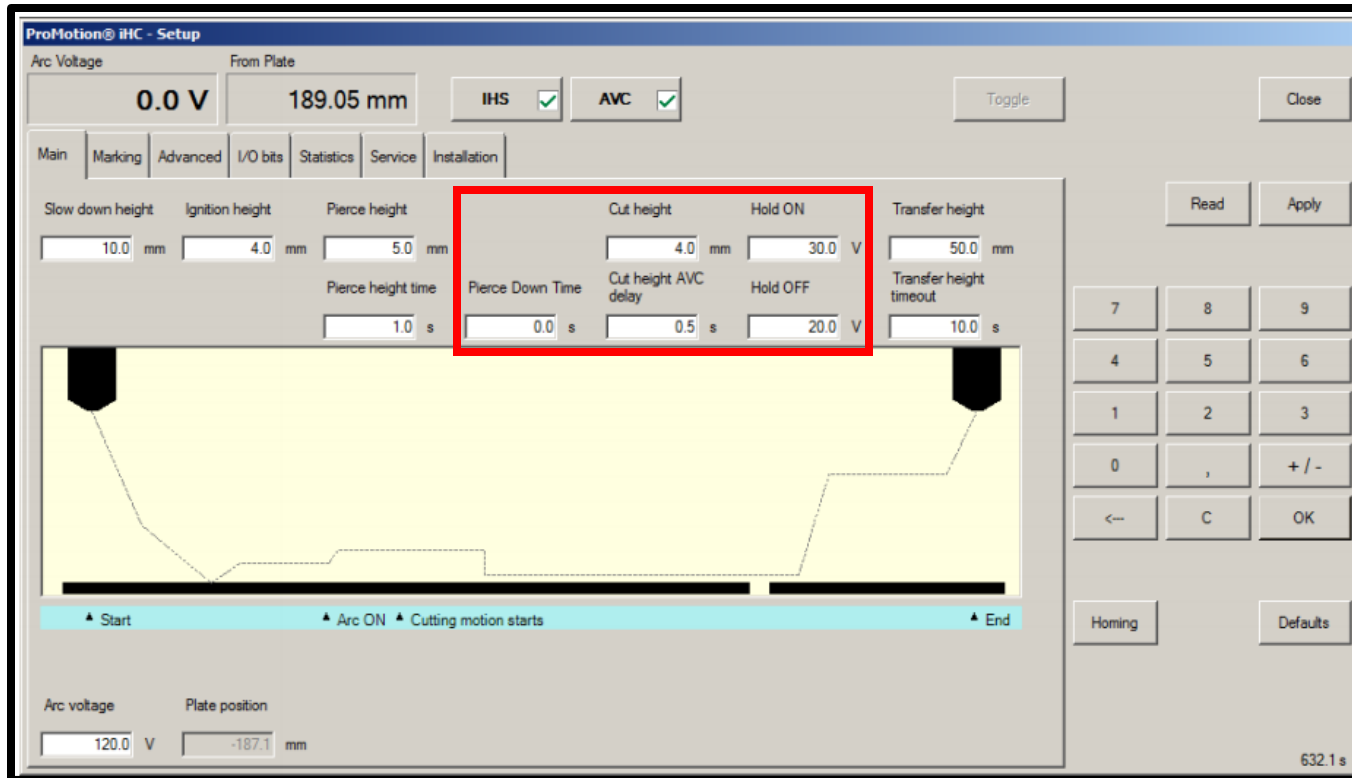 ProMotion® iHC - Setup
Arc Voltage From Plate
0.0 V 189.05 mm IHS AVC Toggle Close
Main Marking Advanced I/O bits Statistics Service Installation
Slow down height Ignition height Pierce height Cut height Hold ON Transfer height Read Apply
10.0 mm 4.0 mm 5.0 mm 4.0 mm 30.0 V 50.0 mm
Pierce height time Pierce Down Time Cut height AVC delay Hold OFF Transfer height timeout
1.0 s 0.0 s 0.5 s 20.0 V 10.0 s
7 8 9
4 5 6
1 2 3
0 , + / -
<--- C OK
Start Arc ON Cutting motion starts End Homing Defaults
Arc voltage Plate position
120.0 V -187.1 mm
632.1 s